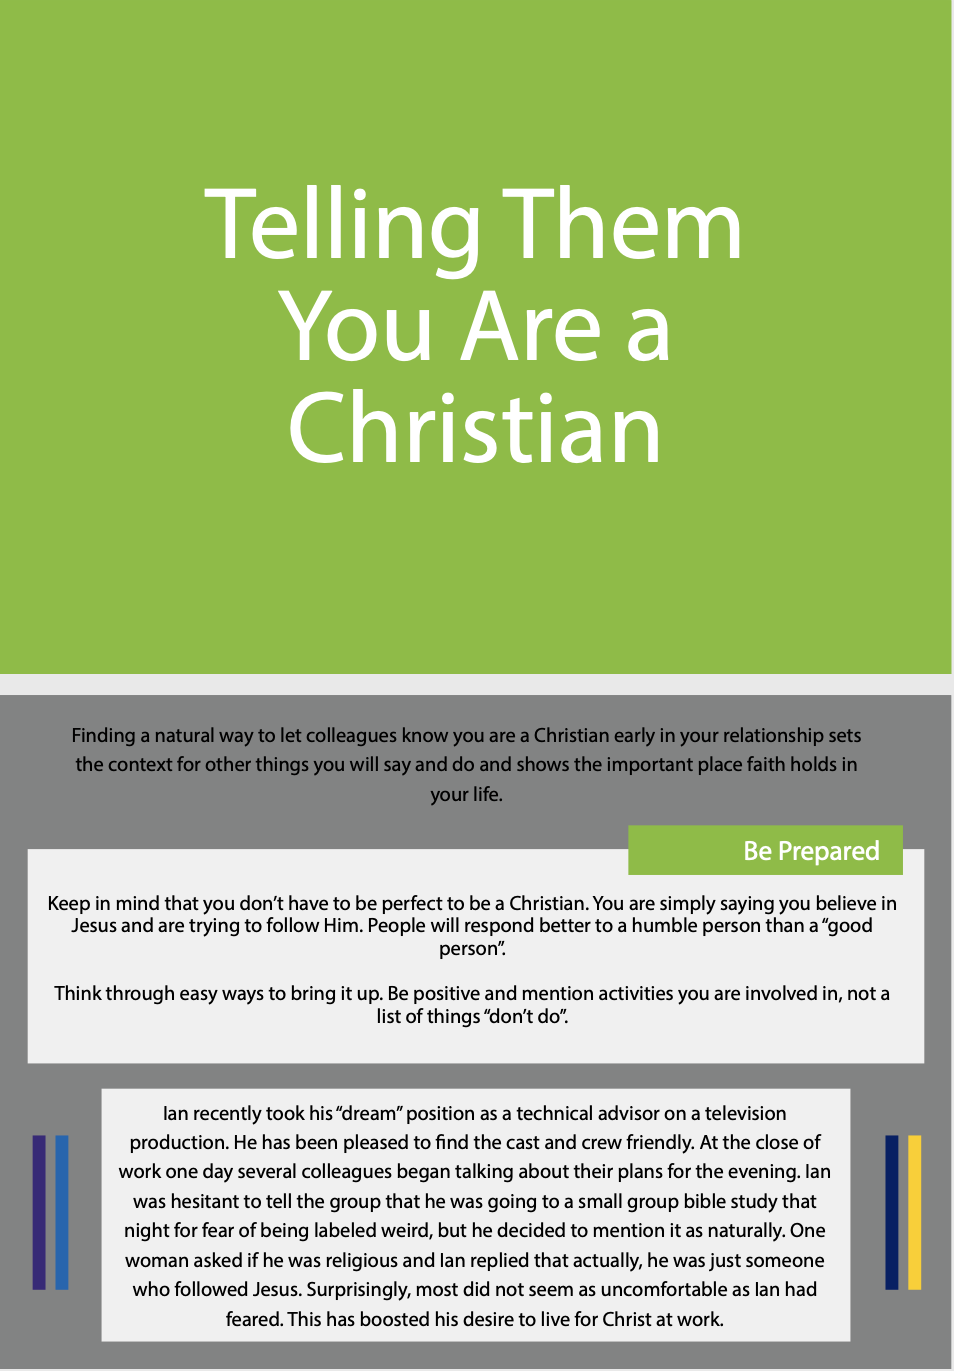 Telling Them
You Are a
Christian
Finding a natural way to let colleagues know you are a Christian early in your relationship sets
the context for other things you will say and do and shows the important place faith holds in
your life.
Be Prepared
Keep in mind that you don’t have to be perfect to be a Christian. You are simply saying you believe in
Jesus and are trying to follow Him. People will respond better to a humble person than a “good
person”.
Think through easy ways to bring it up. Be positive and mention activities you are involved in, not a
list of things “don’t do”.
Ian recently took his “dream” position as a technical advisor on a television
production. He has been pleased to find the cast and crew friendly. At the close of
work one day several colleagues began talking about their plans for the evening. Ian
was hesitant to tell the group that he was going to a small group bible study that
night for fear of being labeled weird, but he decided to mention it as naturally. One
woman asked if he was religious and Ian replied that actually, he was just someone
who followed Jesus. Surprisingly, most did not seem as uncomfortable as Ian had
feared. This has boosted his desire to live for Christ at work.